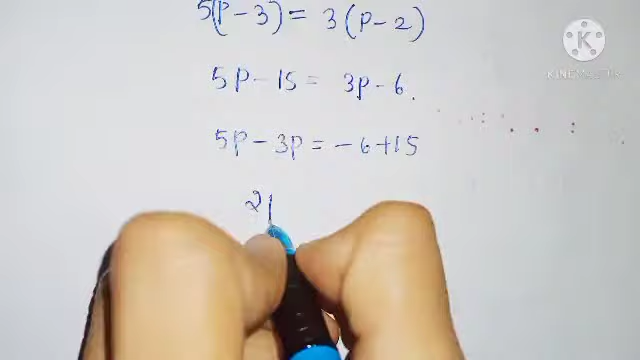 5(P-3) = 3(P-2)
K
KINEMASTER
5P-15 = 3P-6.
5P-3P = -6+15
2